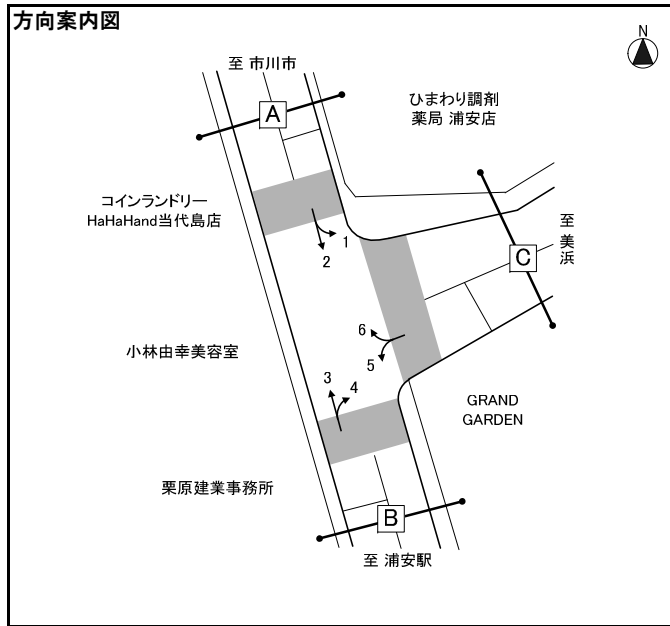 方向案内図
N
至 市川市
A
ひまわり調剤
薬局 浦安店
コインランドリー
HaHaHand当代島店
1
2
至美浜
C
6
5
小林由幸美容室
3
4
GRAND
GARDEN
栗原建業事務所
B
至 浦安駅